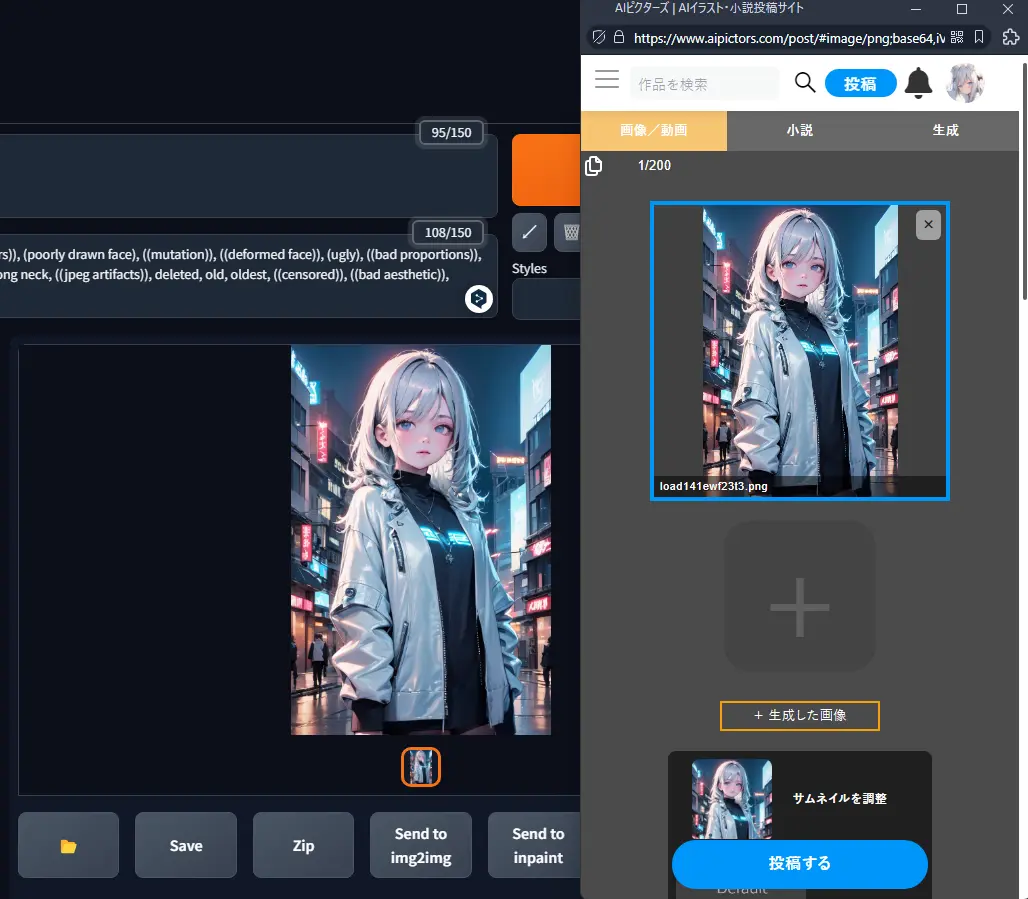 95/150
108/150
rs)), (poorly drawn face), ((mutation)), ((deformed face)), (ugly), ((bad proportions)),
ong neck, ((jpeg artifacts)), deleted, old, oldest, ((censored)), ((bad aesthetic)),
Styles
Save
Zip
Send to
img2img
Send to
inpaint
AIピクターズ | AIイラスト・小説投稿サイト
https://www.aipictors.com/post/#image/png;base64,iV
作品を検索
投稿
画像／動画
小説
生成
1/200
load141ewf23t3.png
+ 生成した画像
サムネイルを調整
投稿する
Default